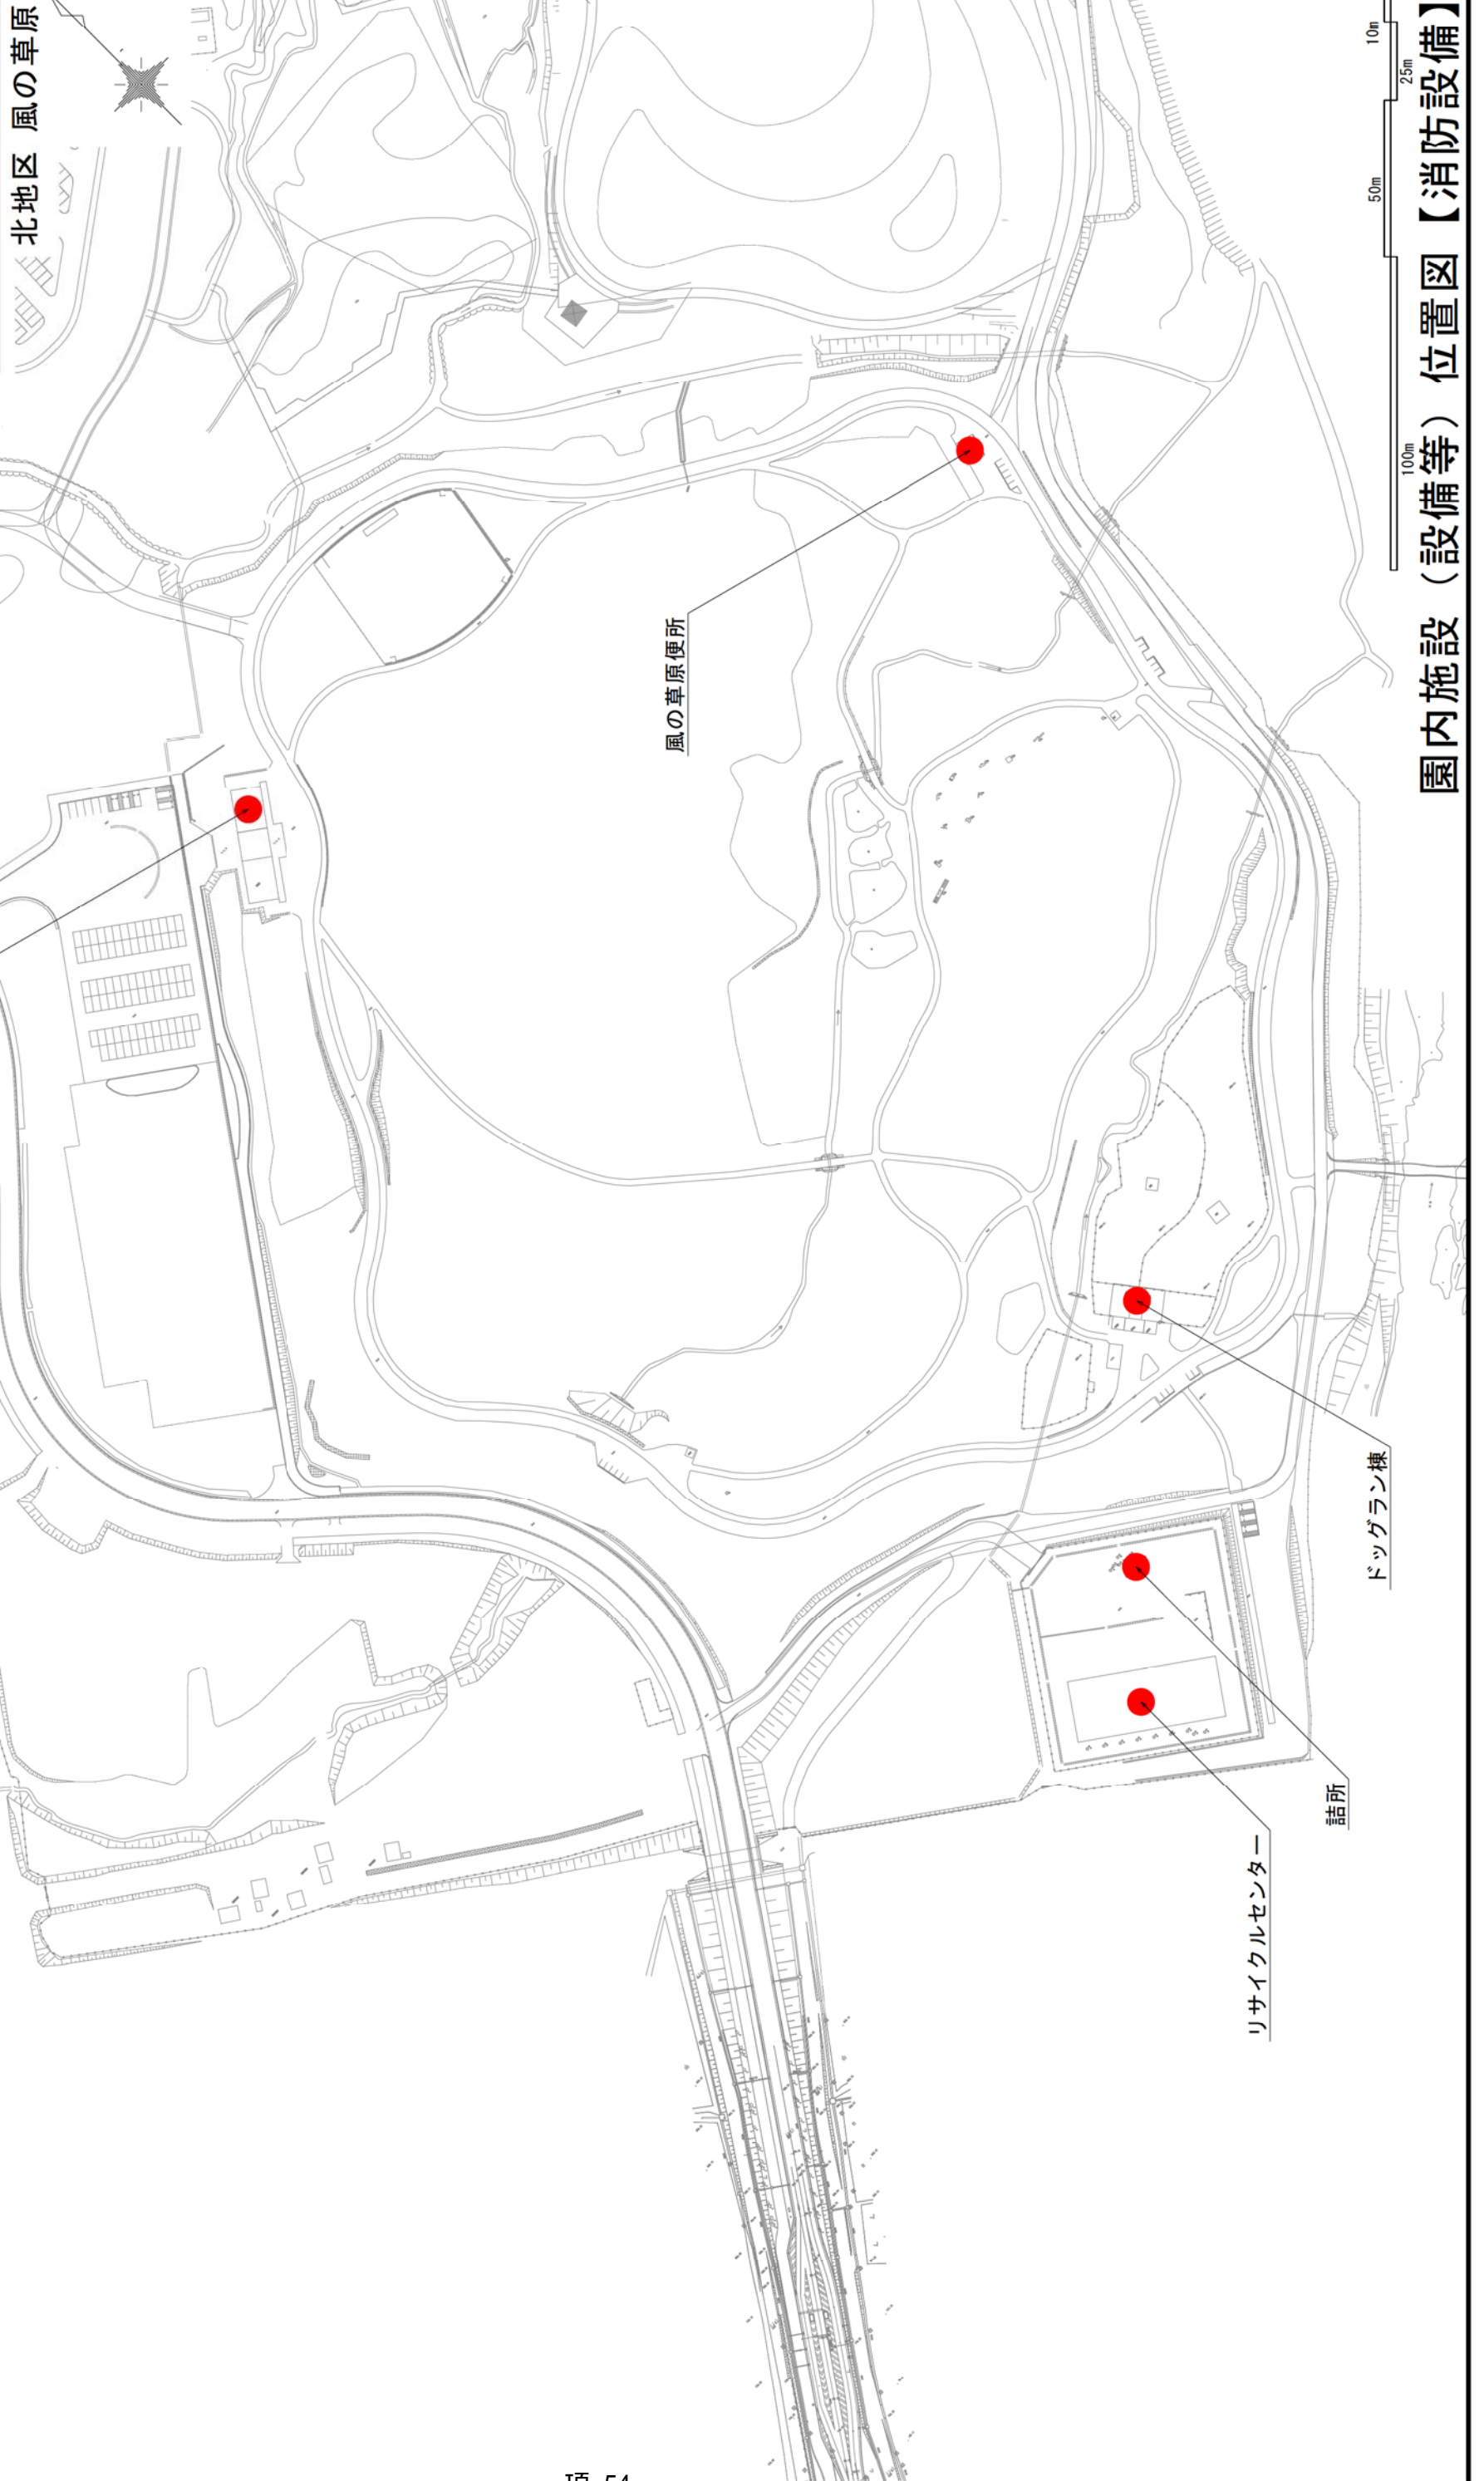 北地区 風の草原
風の草原便所
ドッグラン棟
詰所
リサイクルセンター
10m
25m
50m
100m
園内施設（設備等）位置図【消防設備】